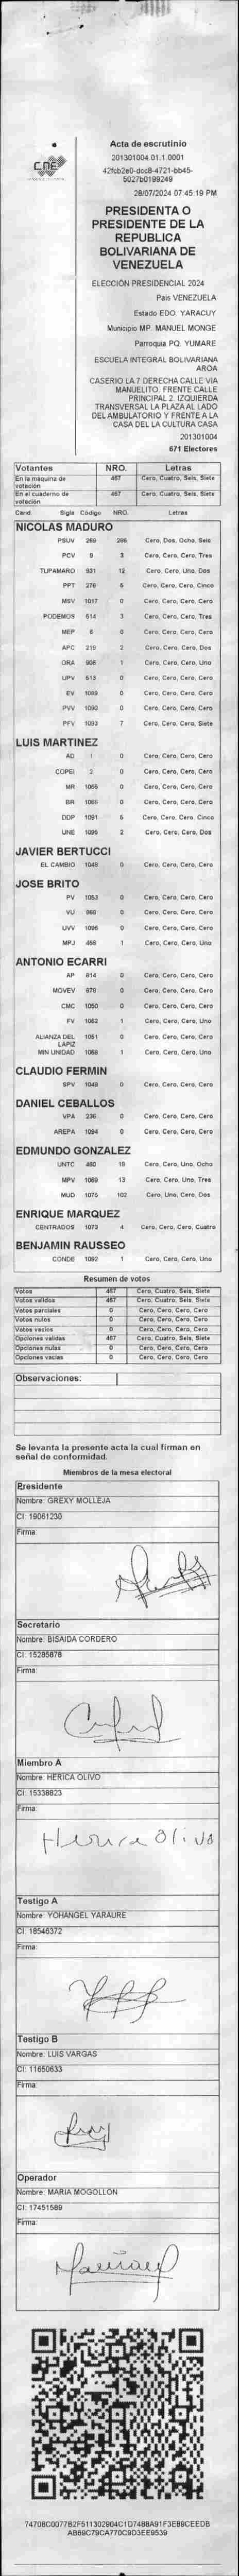 CNE
Acta de escrutinio
201301004.01.1.0001
42fcb2e0-dcc8-4721-bb45-
5027b0199249
28/07/2024 07:45:19 PM
PRESIDENTA O
PRESIDENTE DE LA
REPUBLICA
BOLIVARIANA DE
VENEZUELA
ELECCIÓN PRESIDENCIAL 2024
País VENEZUELA
Estado EDO. YARACUY
Municipio MP. MANUEL MONGE
Parroquia PQ. YUMARE
ESCUELA INTEGRAL BOLIVARIANA
AROA
CASERIO LA 7 DERECHA CALLE VIA
MANUELITO. FRENTE CALLE
PRINCIPAL 2. IZQUIERDA
TRANSVERSAL LA PLAZA AL LADO
DEL AMBULATORIO Y FRENTE A LA
CASA DEL LA CULTURA CASA
201301004
671 Electores
Votantes NRO. Letras
En la máquina de votación 467 Cero, Cuatro, Seis, Siete
En el cuaderno de votación 467 Cero, Cuatro, Seis, Siete
Cand Sigla Código NRO. Letras
NICOLAS MADURO
PSUV 269 286 Cero, Dos, Ocho, Seis
PCV 9 3 Cero, Cero, Cero, Tres
TUPAMARO 931 12 Cero, Cero, Uno, Dos
PPT 276 5 Cero, Cero, Cero, Cinco
MSV 1017 0 Cero, Cero, Cero, Cero
PODEMOS 614 3 Cero, Cero, Cero, Tres
MEP 6 0 Cero, Cero, Cero, Cero
APC 219 2 Cero, Cero, Cero, Dos
ORA 906 1 Cero, Cero, Cero, Uno
UPV 613 0 Cero, Cero, Cero, Cero
EV 1089 0 Cero, Cero, Cero, Cero
PVV 1090 0 Cero, Cero, Cero, Cero
PFV 1093 7 Cero, Cero, Cero, Siete
LUIS MARTINEZ
AD 1 0 Cero, Cero, Cero, Cero
COPEI 2 0 Cero, Cero, Cero, Cero
MR 1066 0 Cero, Cero, Cero, Cero
BR 1065 0 Cero, Cero, Cero, Cero
DDP 1091 5 Cero, Cero, Cero, Cinco
UNE 1095 2 Cero, Cero, Cero, Dos
JAVIER BERTUCCI
EL CAMBIO 1048 0 Cero, Cero, Cero, Cero
JOSE BRITO
PV 1053 0 Cero, Cero, Cero, Cero
VU 969 0 Cero, Cero, Cero, Cero
UVV 1096 0 Cero, Cero, Cero, Cero
MPJ 459 1 Cero, Cero, Cero, Uno
ANTONIO ECARRI
AP 914 0 Cero, Cero, Cero, Cero
MOVEV 878 0 Cero, Cero, Cero, Cero
CMC 1050 0 Cero, Cero, Cero, Cero
FV 1062 1 Cero, Cero, Cero, Uno
ALIANZA DEL LAPIZ 1051 0 Cero, Cero, Cero, Cero
MIN UNIDAD 1068 1 Cero, Cero, Cero, Uno
CLAUDIO FERMIN
SPV 1049 0 Cero, Cero, Cero, Cero
DANIEL CEBALLOS
VPA 236 0 Cero, Cero, Cero, Cero
AREPA 1094 0 Cero, Cero, Cero, Cero
EDMUNDO GONZALEZ
UNTC 480 18 Cero, Cero, Uno, Ocho
MPV 1069 13 Cero, Cero, Uno, Tres
MUD 1076 102 Cero, Uno, Cero, Dos
ENRIQUE MARQUEZ
CENTRADOS 1073 4 Cero, Cero, Cero, Cuatro
BENJAMIN RAUSSEO
CONDE 1092 1 Cero, Cero, Cero, Uno
Resumen de votos
Votos 467 Cero, Cuatro, Seis, Siete
Votos validos 467 Cero, Cuatro, Seis, Siete
Votos parciales 0 Cero, Cero, Cero, Cero
Votos nulos 0 Cero, Cero, Cero, Cero
Votos vacios 0 Cero, Cero, Cero, Cero
Opciones validas 467 Cero, Cuatro, Seis, Siete
Opciones nulas 0 Cero, Cero, Cero, Cero
Opciones vacias 0 Cero, Cero, Cero, Cero
Observaciones:
Se levanta la presente acta la cual firman en
señal de conformidad.
Miembros de la mesa electoral
Presidente
Nombre: GREXY MOLLEJA
CI: 19061230
Firma:
Secretario
Nombre: BISAIDA CORDERO
CI: 15285878
Firma:
Miembro A
Nombre: HERICA OLIVO
CI: 15338823
Firma:
Herica Olivo
Testigo A
Nombre: YOHANGEL YARAURE
CI: 18546372
Firma:
Testigo B
Nombre: LUIS VARGAS
CI: 11650633
Firma:
Operador
Nombre: MARIA MOGOLLON
CI: 17451589
Firma:
74708C0077B2F511302904C1D7488A91F3EB9CEEDB
AB69C79CA770C9D3EE9539